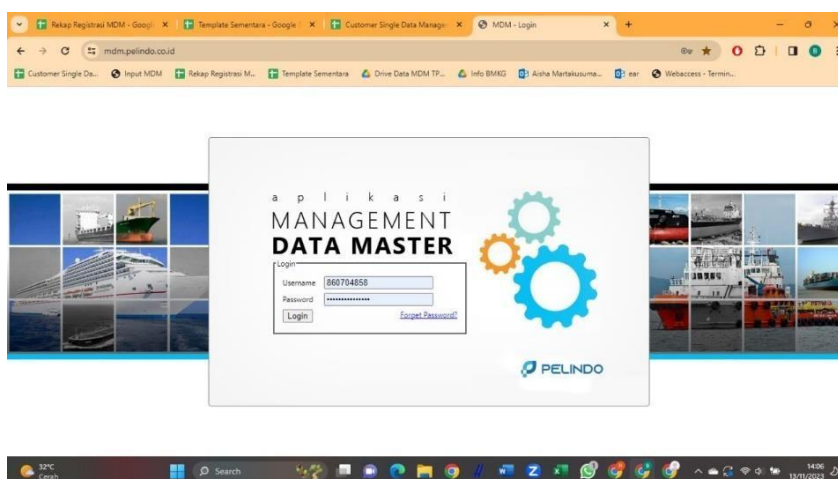 Rekap Registrasi MDM - Googl
Template Sementara - Google
Customer Single Data Manage
MDM - Login
mdm.pelindo.co.id
Customer Single Da...
Input MDM
Rekap Registrasi M...
Template Sementara
Drive Data MDM TP...
Info BMKG
Aisha Martakusuma...
ear
Webaccess - Termin...
aplikasi
MANAGEMENT
DATA MASTER
Login
Username 860704858
Password
Login Forget Password?
PELINDO
32°C
Cerah
Search
14:06
13/11/2023